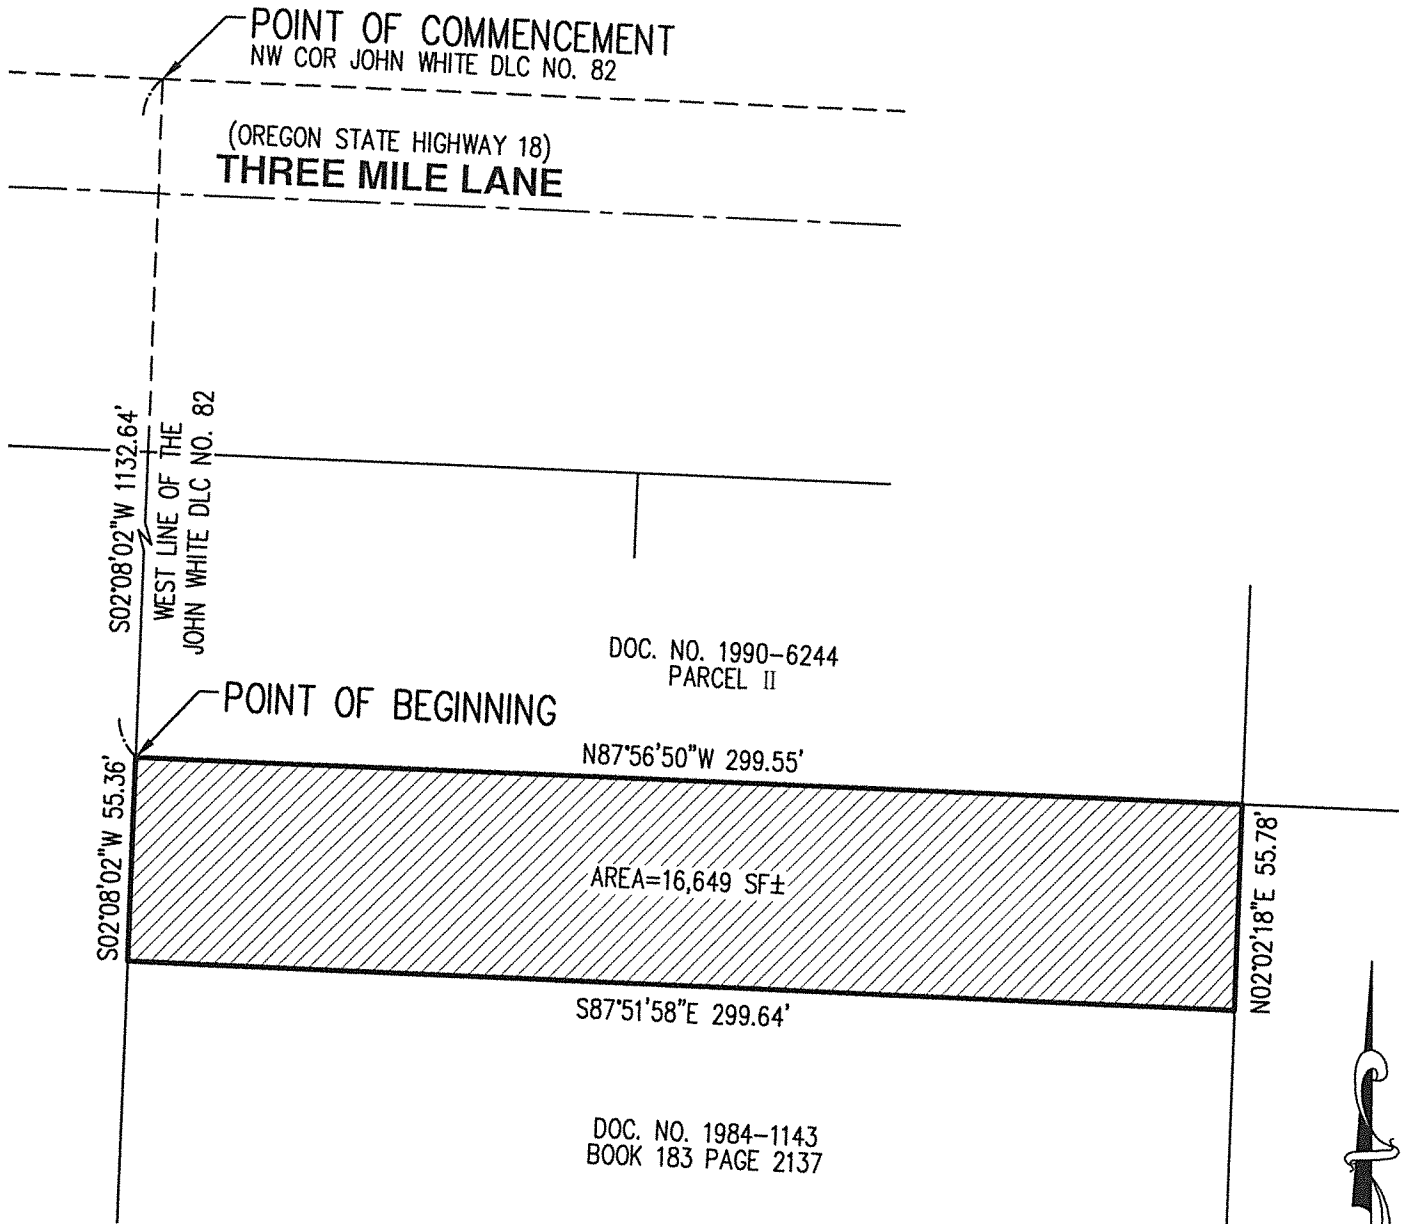 POINT OF COMMENCEMENT
NW COR JOHN WHITE DLC NO. 82
(OREGON STATE HIGHWAY 18)
THREE MILE LANE
S02°08'02"W 1132.64'
WEST LINE OF THE
JOHN WHITE DLC NO. 82
DOC. NO. 1990-6244
PARCEL II
POINT OF BEGINNING
N87°56'50"W 299.55'
S02°08'02"W 55.36'
AREA=16,649 SF±
N02°02'18"E 55.78'
S87°51'58"E 299.64'
DOC. NO. 1984-1143
BOOK 183 PAGE 2137